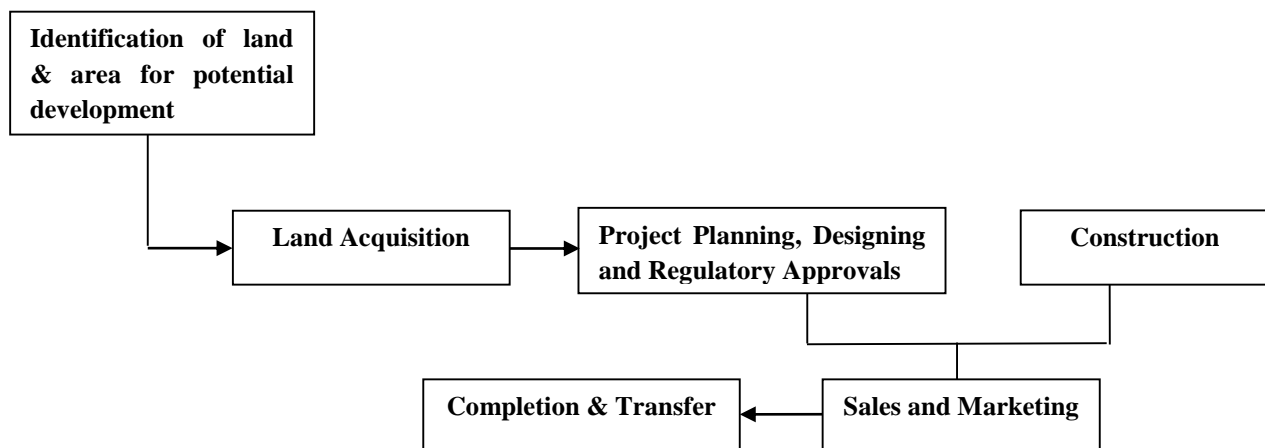 Identification of land
& area for potential
development
Land Acquisition
Project Planning, Designing
and Regulatory Approvals
Construction
Completion & Transfer
Sales and Marketing